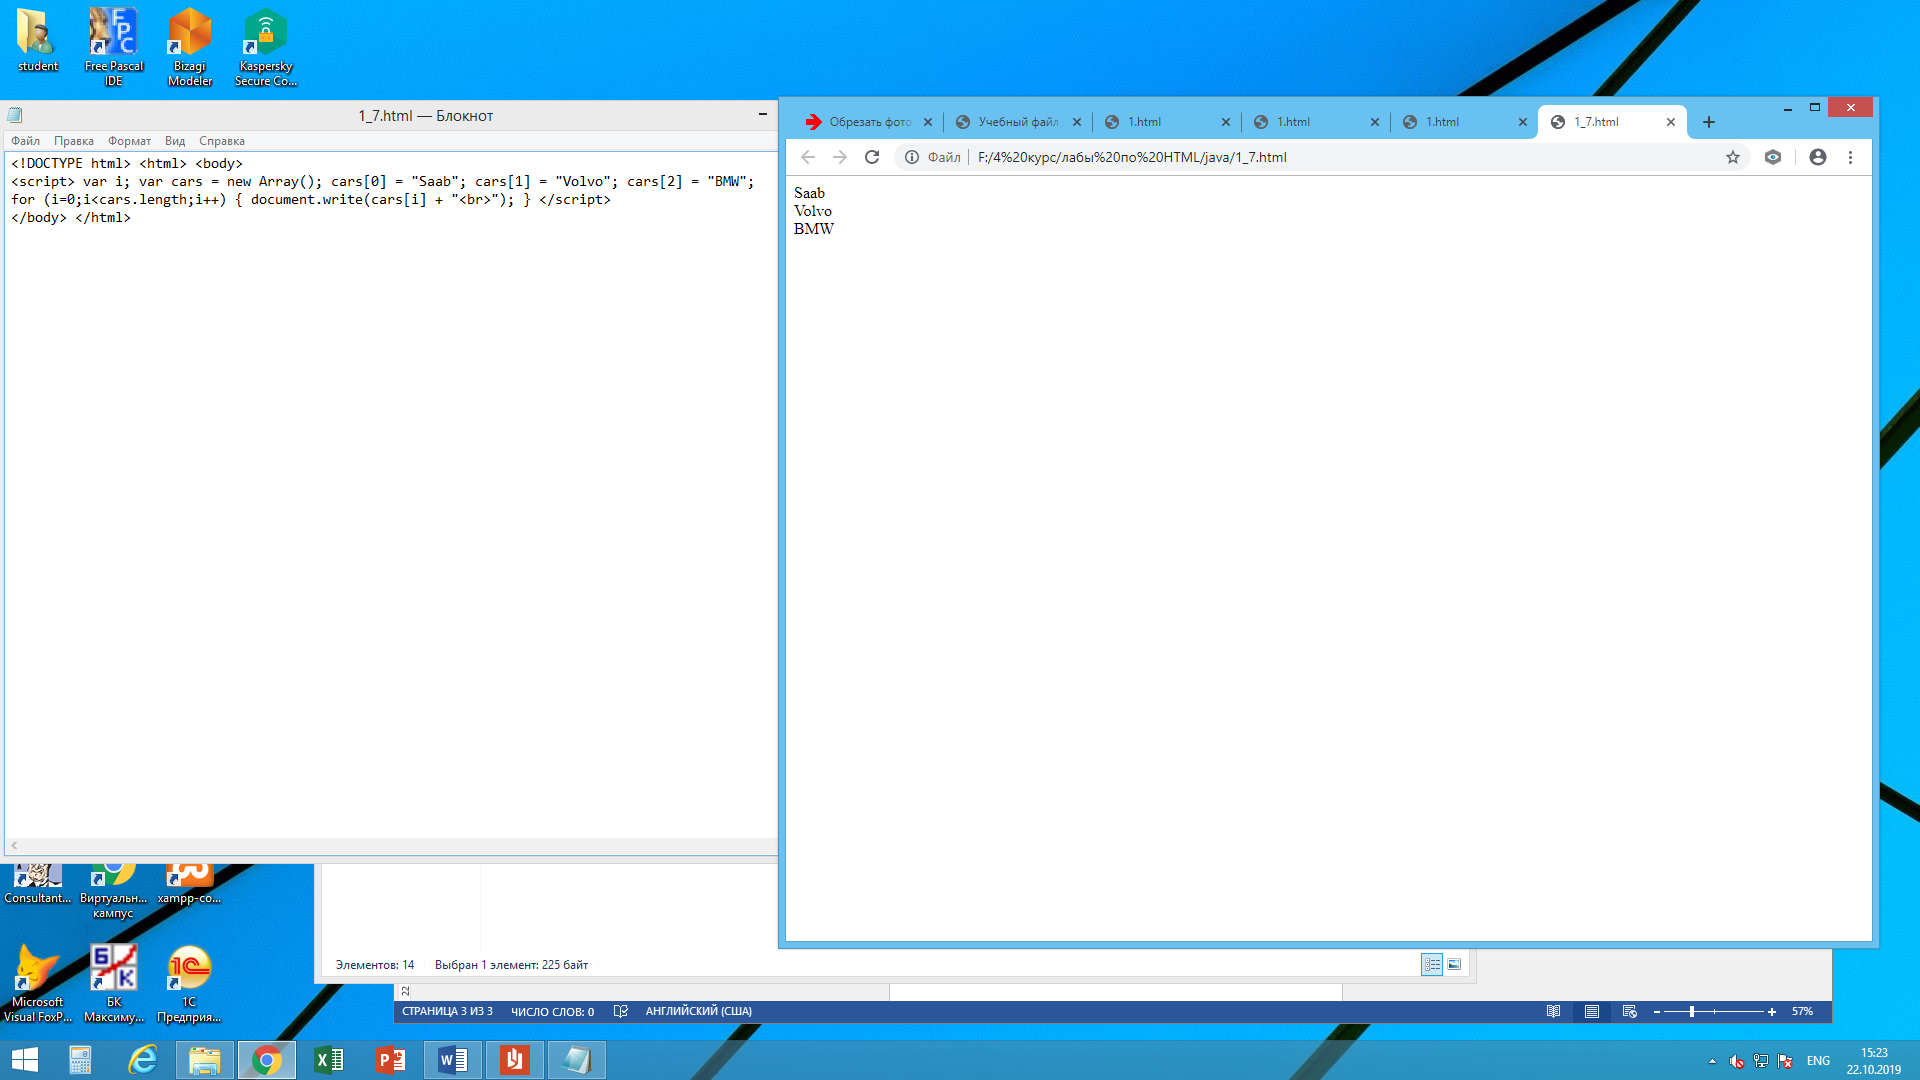 student
Free Pascal
IDE
Bizagi
Modeler
Kaspersky
Secure Co...
1_7.html — Блокнот
Файл Правка Формат Вид Справка
<!DOCTYPE html> <html> <body>
<script> var i; var cars = new Array(); cars[0] = "Saab"; cars[1] = "Volvo"; cars[2] = "BMW";
for (i=0;i<cars.length;i++) { document.write(cars[i] + "<br>"); } </script>
</body> </html>
Обрезать фото
Учебный файл
1.html
1.html
1.html
1_7.html
Файл F:/4%20курс/лабы%20по%20HTML/java/1_7.html
Saab
Volvo
BMW
Consultant...
Виртуальн...
кампус
xampp-co...
Microsoft
Visual FoxP...
БК
Максиму...
1С
Предприя...
Элементов: 14 Выбран 1 элемент: 225 байт
22
СТРАНИЦА 3 ИЗ 3 ЧИСЛО СЛОВ: 0 АНГЛИЙСКИЙ (США) 57%
ENG
15:23
22.10.2019